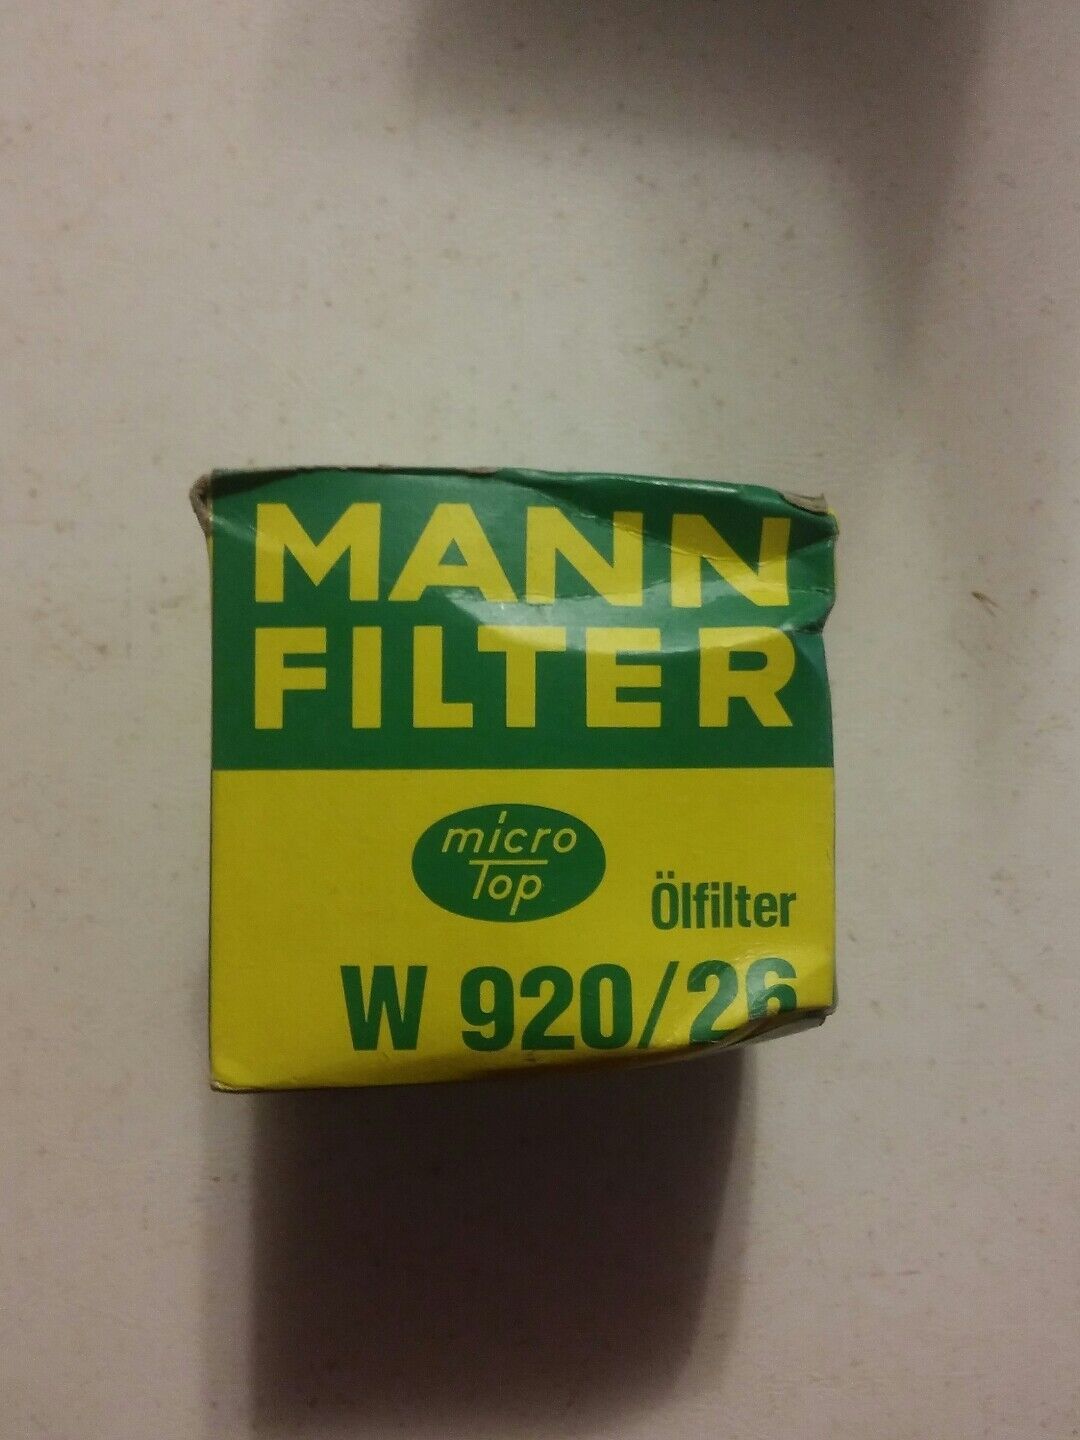 MANN
FILTER
micro
Top
Ölfilter
W 920/26